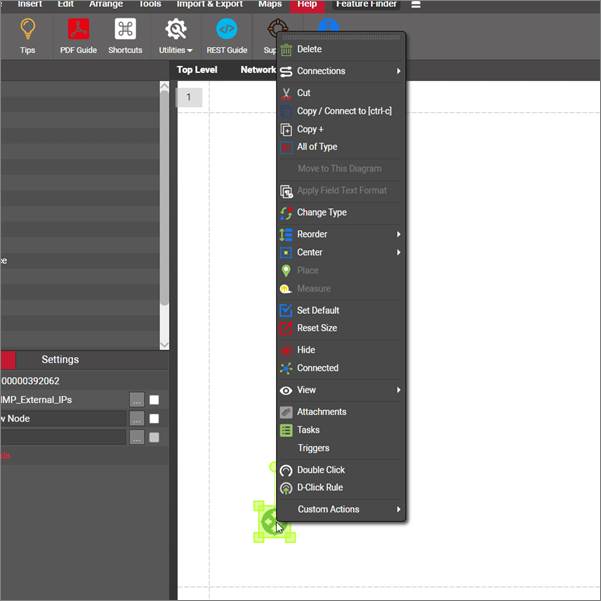 Insert Edit Arrange Tools Import & Export Maps Help Feature Finder
Tips PDF Guide Shortcuts Utilities REST Guide
Top Level
1
Delete
Connections
Cut
Copy / Connect to [ctrl-c]
Copy +
All of Type
Move to This Diagram
Apply Field Text Format
Change Type
Reorder
Center
Place
Measure
Set Default
Reset Size
Hide
Connected
View
Attachments
Tasks
Triggers
Double Click
D-Click Rule
Custom Actions
Settings
00000392062
IMP_External_IPs
...
w Node
...
...